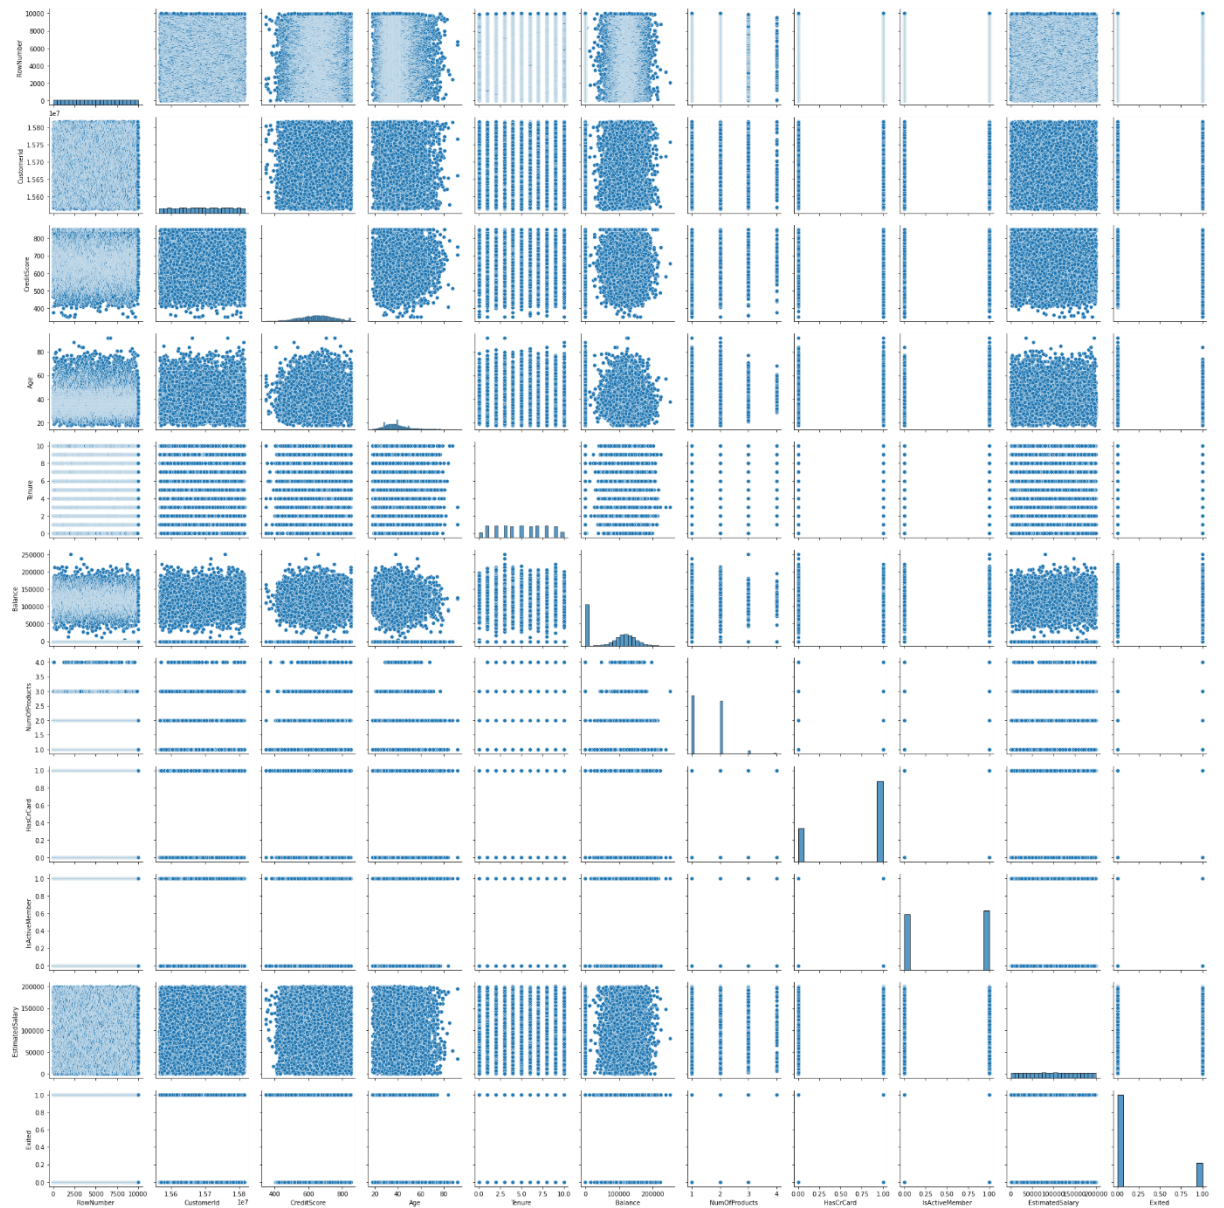 10000
8000
6000
4000
2000
0
RowNumber
1e7
1.580
1.575
1.570
1.565
1.560
CustomerId
800
700
600
500
400
CreditScore
80
60
40
20
Age
10
8
6
4
2
0
Tenure
250000
200000
150000
100000
50000
0
Balance
4.0
3.5
3.0
2.5
2.0
1.5
1.0
NumOfProducts
1.0
0.8
0.6
0.4
0.2
0.0
HasCrCard
1.0
0.8
0.6
0.4
0.2
0.0
IsActiveMember
200000
150000
100000
50000
0
EstimatedSalary
1.0
0.8
0.6
0.4
0.2
0.0
Exited
0 2500 5000 7500 10000
RowNumber
1.56 1.57 1.58
1e7
CustomerId
400 600 800
CreditScore
20 40 60 80
Age
0.0 2.5 5.0 7.5 10.0
Tenure
0 100000 200000
Balance
1 2 3 4
NumOfProducts
0.00 0.25 0.50 0.75 1.00
HasCrCard
0.00 0.25 0.50 0.75 1.00
IsActiveMember
0 50000 100000 150000 200000
EstimatedSalary
0.00 0.25 0.50 0.75 1.00
Exited